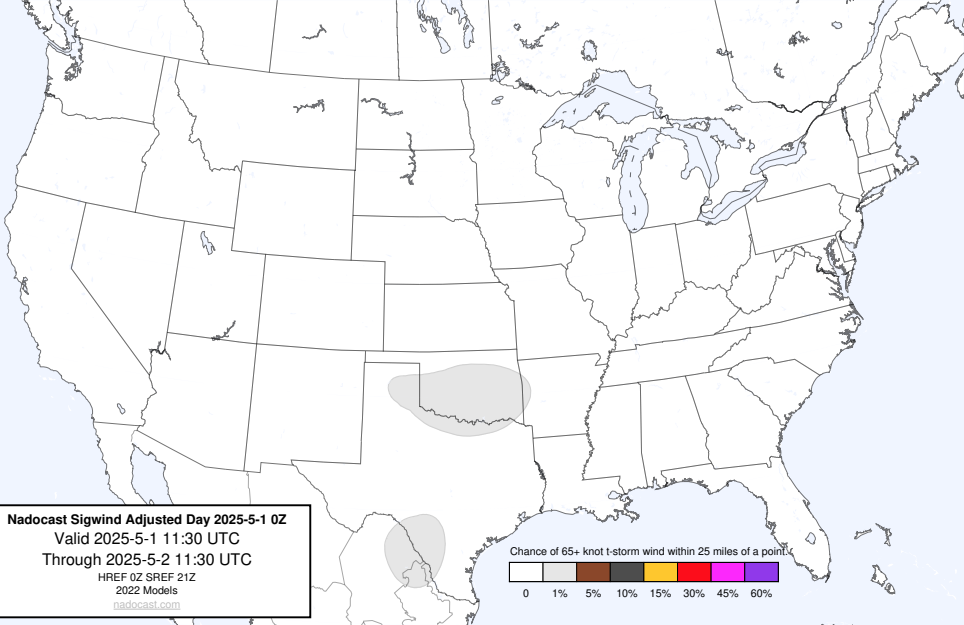 Nadocast Sigwind Adjusted Day 2025-5-1 0Z
Valid 2025-5-1 11:30 UTC
Through 2025-5-2 11:30 UTC
HREF 0Z SREF 21Z
2022 Models
nadocast.com
Chance of 65+ knot t-storm wind within 25 miles of a point.
0 1% 5% 10% 15% 30% 45% 60%